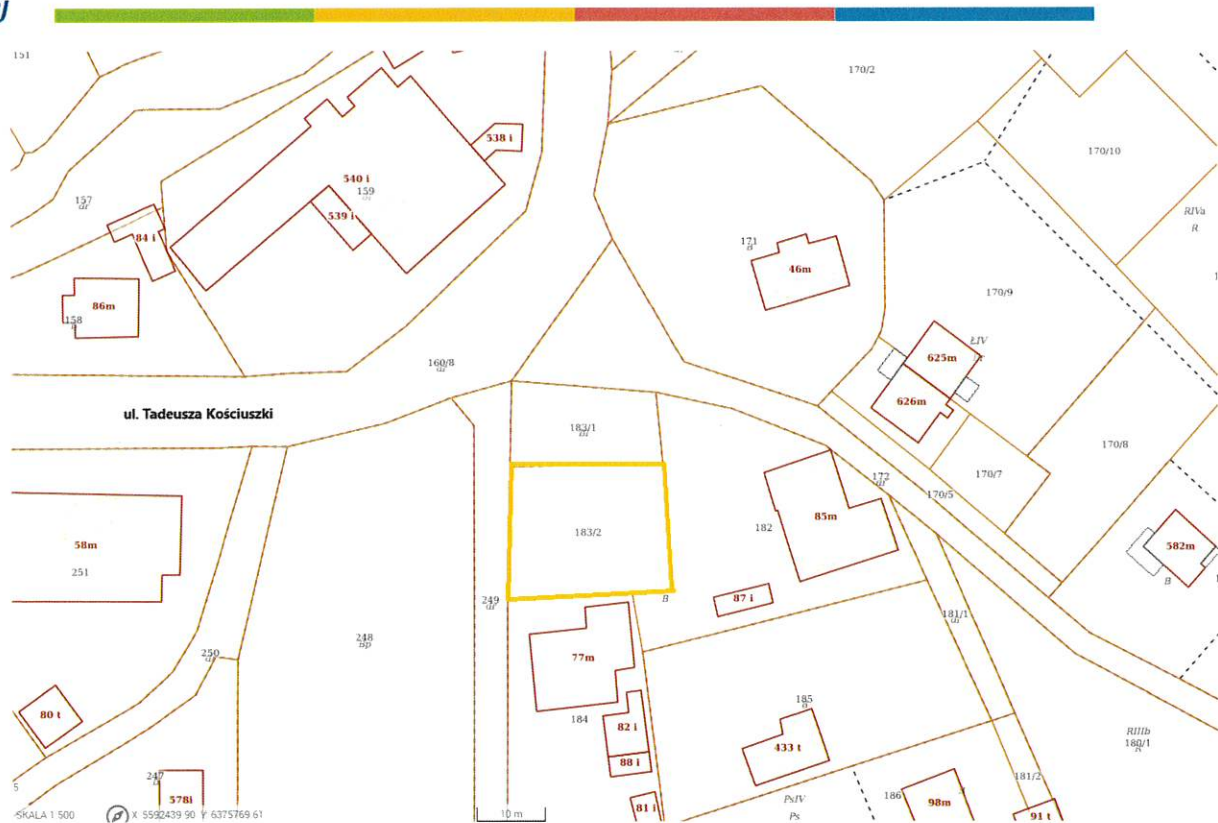 151
170/2
538 i
170/10
540 i
159
157
dr
539 i
RIVa
R
84 i
171
B
46m
86m
170/9
158
B
ŁIV
625m
160/8
dr
626m
ul. Tadeusza Kościuszki
183/1
170/8
172
dr
170/7
170/5
85m
182
183/2
58m
582m
251
B
249
dr
B
87 i
181/1
dr
248
Bp
250
dr
77m
185
B
80 t
184
82 i
RIIIb
180/1
433 t
88 i
247
181/2
5
578i
PsIV
186
98m
81 i
SKALA 1 500
X 5592439 90 Y 6375769 61
10 m
Ps
91 t